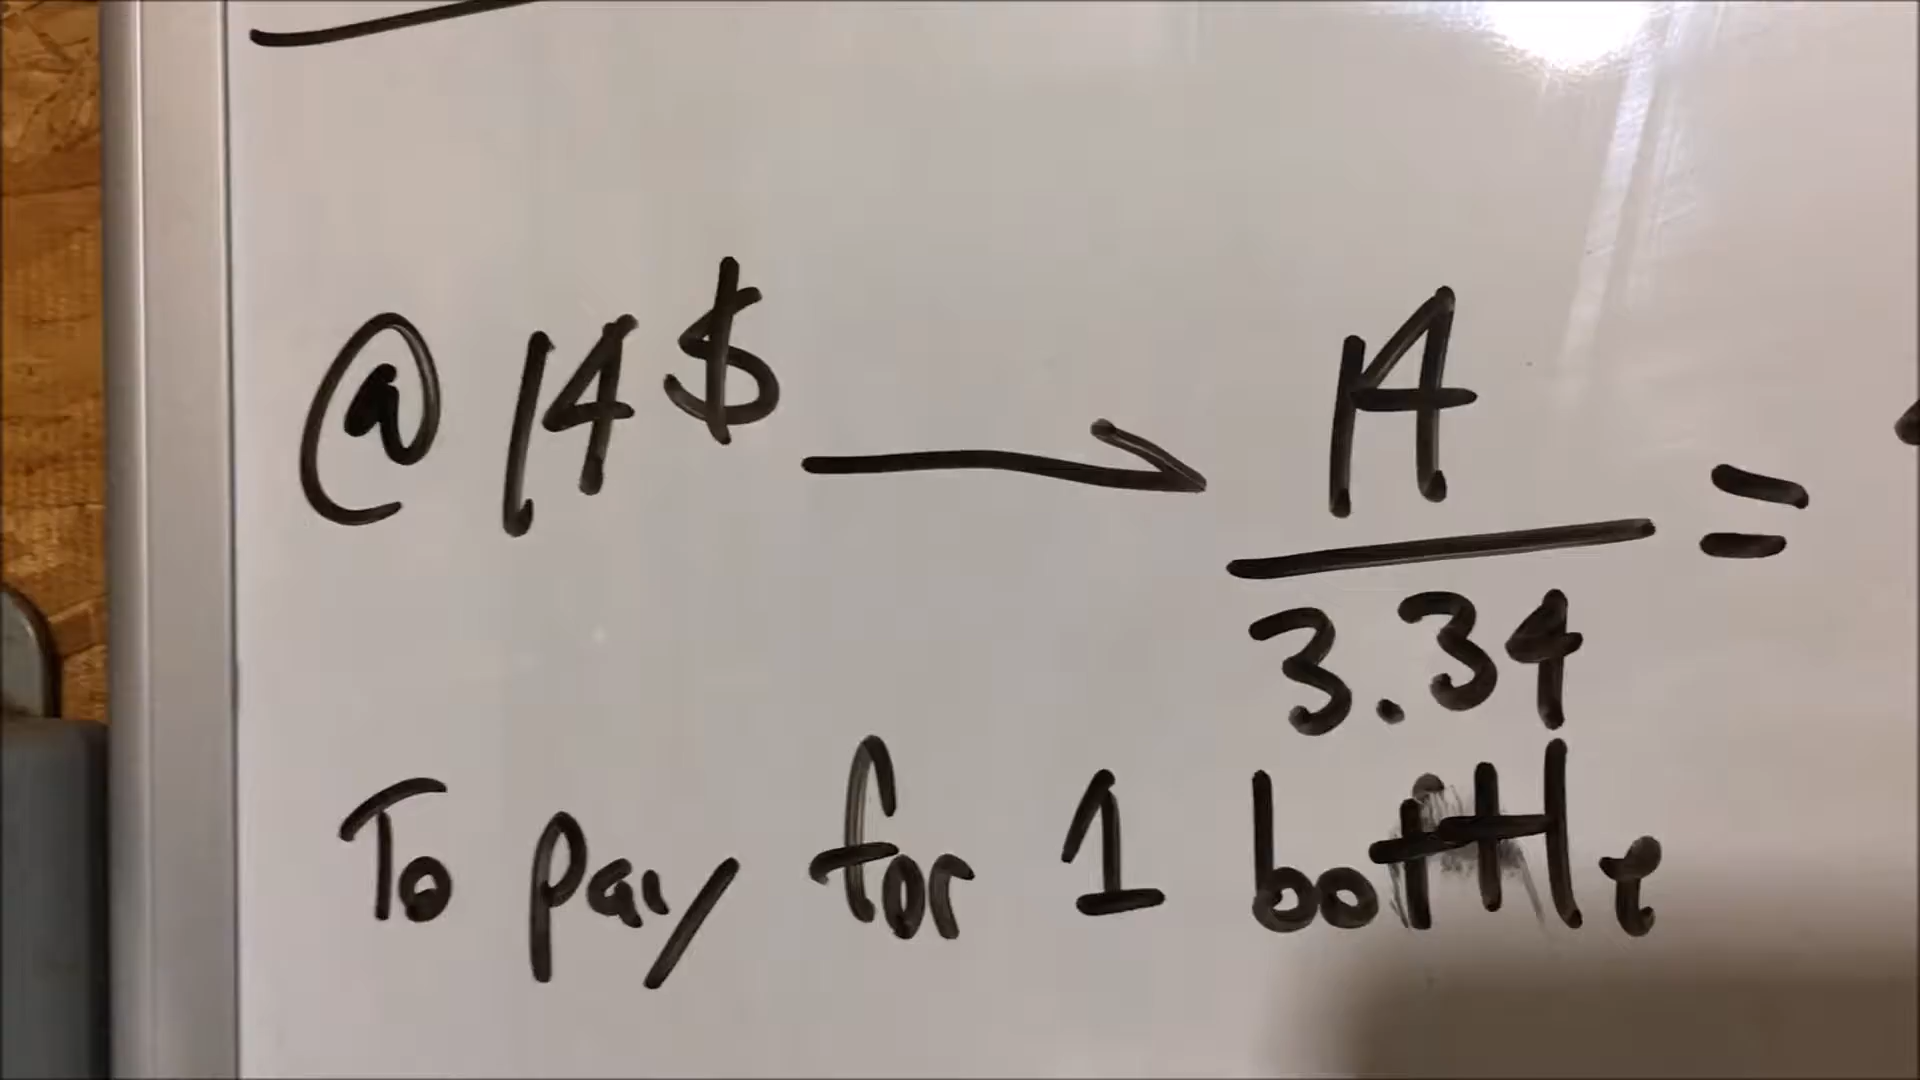 @ 14 $ → 14 =
3.34
To pay for 1 bottle